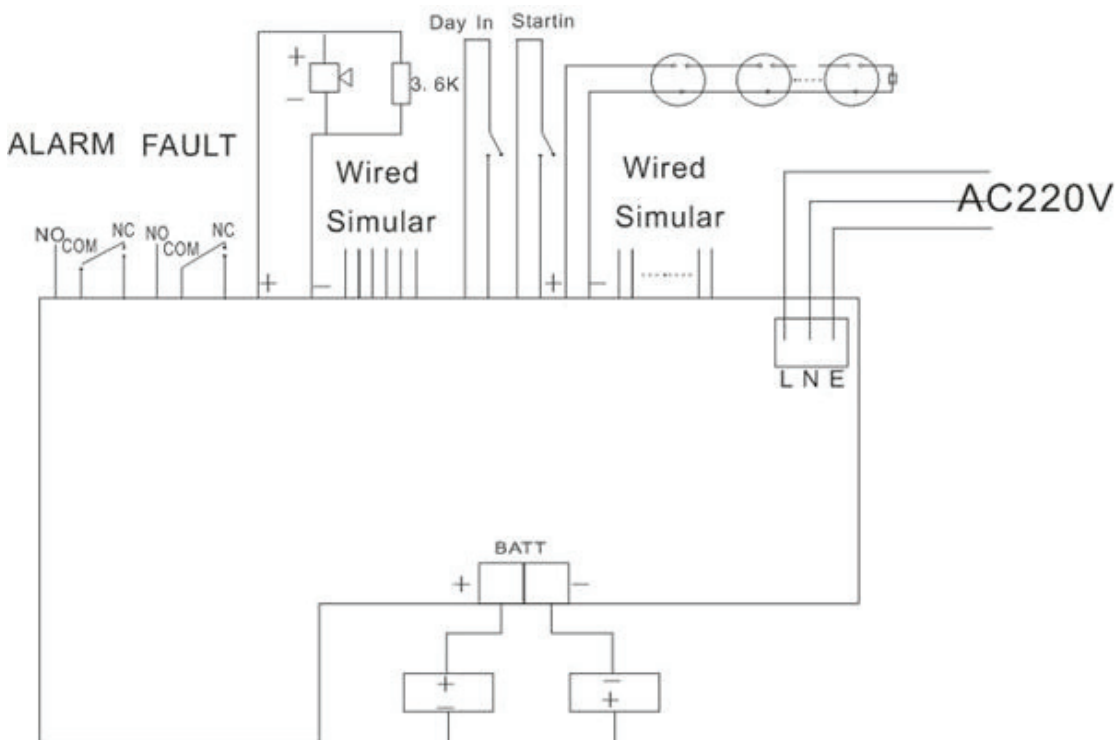 Day In Startin
+
3. 6K
−
ALARM FAULT
Wired
Simular
Wired
Simular
AC220V
NO COM NC NO COM NC
+ −
+ −
L N E
BATT
+ −
+ −
− +